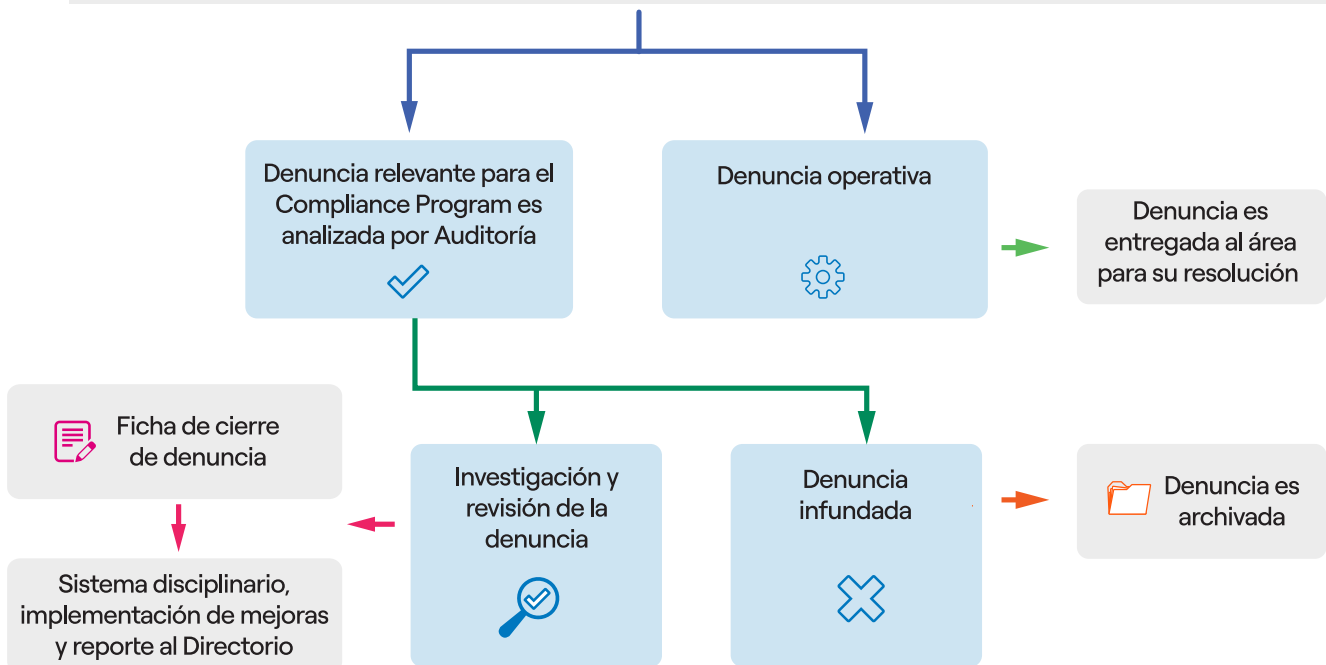 Denuncia relevante para el
Compliance Program es
analizada por Auditoría
Denuncia operativa
Denuncia es
entregada al área
para su resolución
Ficha de cierre
de denuncia
Investigación y
revisión de la
denuncia
Denuncia
infundada
Denuncia es
archivada
Sistema disciplinario,
implementación de mejoras
y reporte al Directorio